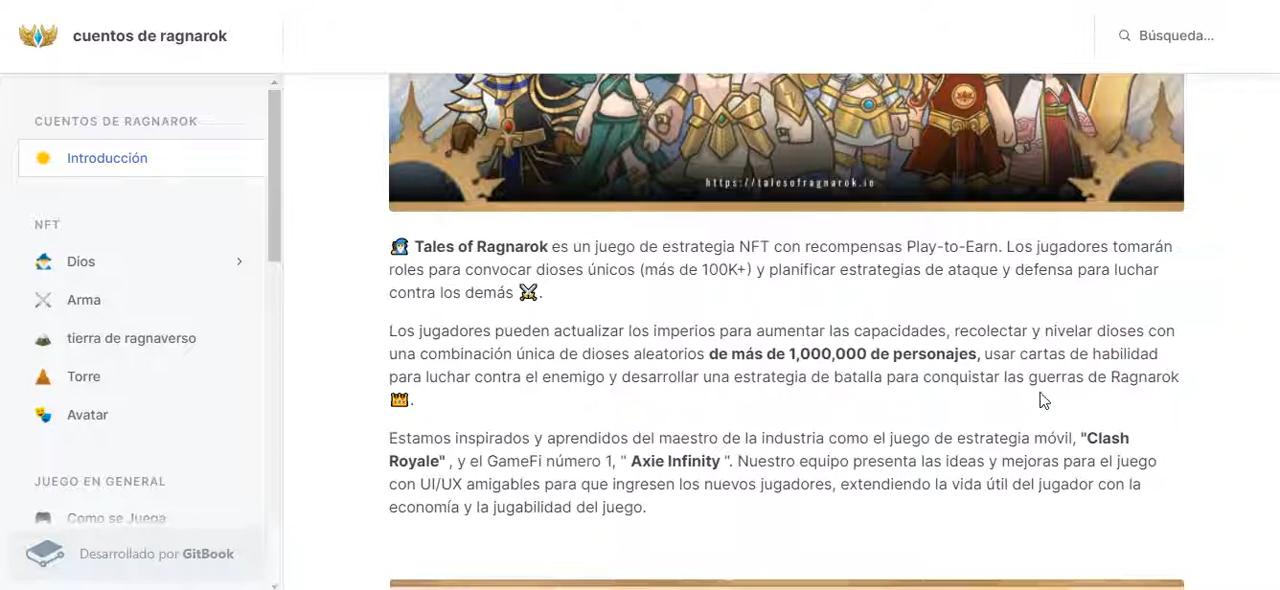 cuentos de ragnarok
Búsqueda...
CUENTOS DE RAGNAROK
Introducción
NFT
Dios
Arma
tierra de ragnaverso
Torre
Avatar
JUEGO EN GENERAL
Como se Juega
Desarrollado por GitBook
https://talesofragnarok.io
Tales of Ragnarok es un juego de estrategia NFT con recompensas Play-to-Earn. Los jugadores tomarán
roles para convocar dioses únicos (más de 100K+) y planificar estrategias de ataque y defensa para luchar
contra los demás .
Los jugadores pueden actualizar los imperios para aumentar las capacidades, recolectar y nivelar dioses con
una combinación única de dioses aleatorios de más de 1,000,000 de personajes, usar cartas de habilidad
para luchar contra el enemigo y desarrollar una estrategia de batalla para conquistar las guerras de Ragnarok
.
Estamos inspirados y aprendidos del maestro de la industria como el juego de estrategia móvil, "Clash
Royale" , y el GameFi número 1, " Axie Infinity ". Nuestro equipo presenta las ideas y mejoras para el juego
con UI/UX amigables para que ingresen los nuevos jugadores, extendiendo la vida útil del jugador con la
economía y la jugabilidad del juego.